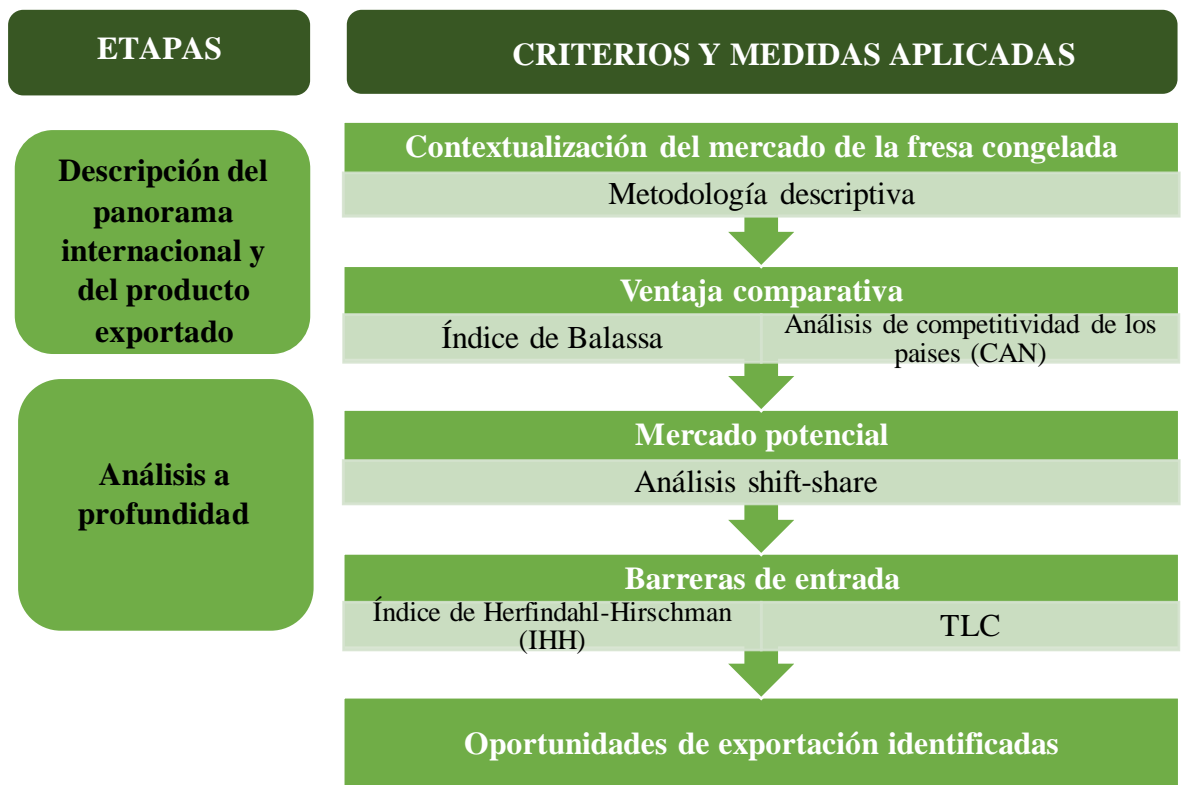 ETAPAS
CRITERIOS Y MEDIDAS APLICADAS
Descripción del
panorama
internacional y
del producto
exportado
Análisis a
profundidad
Contextualización del mercado de la fresa congelada
Metodología descriptiva
Ventaja comparativa
Índice de Balassa
Análisis de competitividad de los
paises (CAN)
Mercado potencial
Análisis shift-share
Barreras de entrada
Índice de Herfindahl-Hirschman
(IHH)
TLC
Oportunidades de exportación identificadas